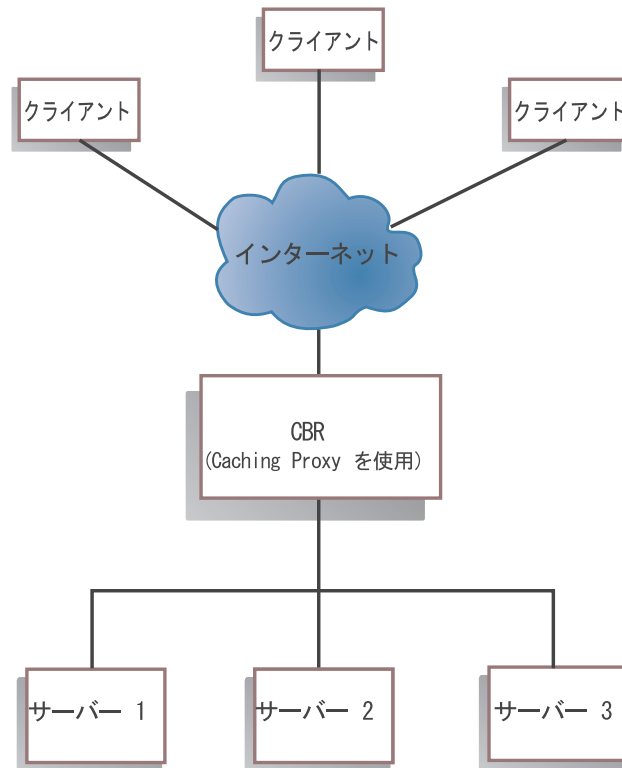 クライアント
クライアント
クライアント
インターネット
CBR
(Caching Proxy を使用)
サーバー 1
サーバー 2
サーバー 3